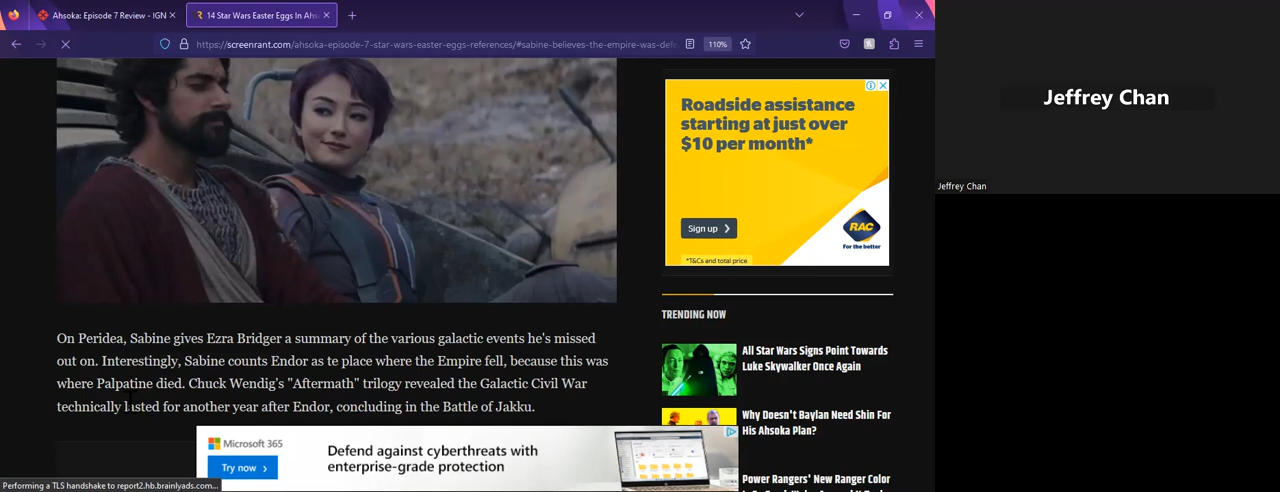 Ahsoka: Episode 7 Review - IGN
14 Star Wars Easter Eggs In Ahs
https://screenrant.com/ahsoka-episode-7-star-wars-easter-eggs-references/#sabine-believes-the-empire-was-def
110%
Roadside assistance
starting at just over
$10 per month*
Sign up
RAC
For the better
*T&Cs and total price
On Peridea, Sabine gives Ezra Bridger a summary of the various galactic events he's missed
out on. Interestingly, Sabine counts Endor as te place where the Empire fell, because this was
where Palpatine died. Chuck Wendig's "Aftermath" trilogy revealed the Galactic Civil War
technically lasted for another year after Endor, concluding in the Battle of Jakku.
TRENDING NOW
All Star Wars Signs Point Towards
Luke Skywalker Once Again
Why Doesn't Baylan Need Shin For
His Ahsoka Plan?
Power Rangers' New Ranger Color
Microsoft 365
Try now
Defend against cyberthreats with
enterprise-grade protection
Performing a TLS handshake to report2.hb.brainlyads.com...
Jeffrey Chan
Jeffrey Chan